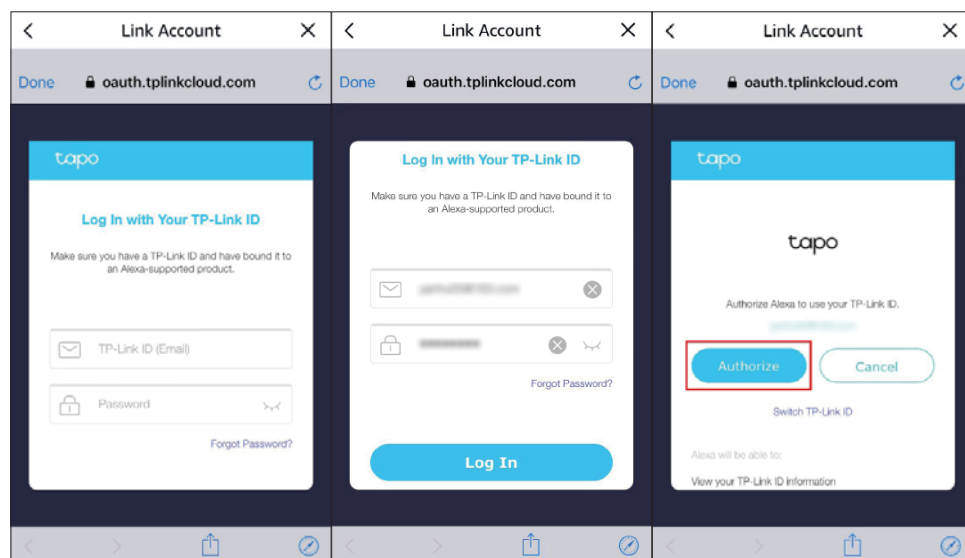 Link Account
Done oauth.tplinkcloud.com
tapo
Log In with Your TP-Link ID
Make sure you have a TP-Link ID and have bound it to
an Alexa-supported product.
TP-Link ID (Email)
Password
Forgot Password?
Link Account
Done oauth.tplinkcloud.com
Log In with Your TP-Link ID
Make sure you have a TP-Link ID and have bound it to
an Alexa-supported product.
Forgot Password?
Log In
Link Account
Done oauth.tplinkcloud.com
tapo
tapo
Authorize Alexa to use your TP-Link ID.
Authorize Cancel
Switch TP-Link ID
Alexa will be able to:
View your TP-Link ID information